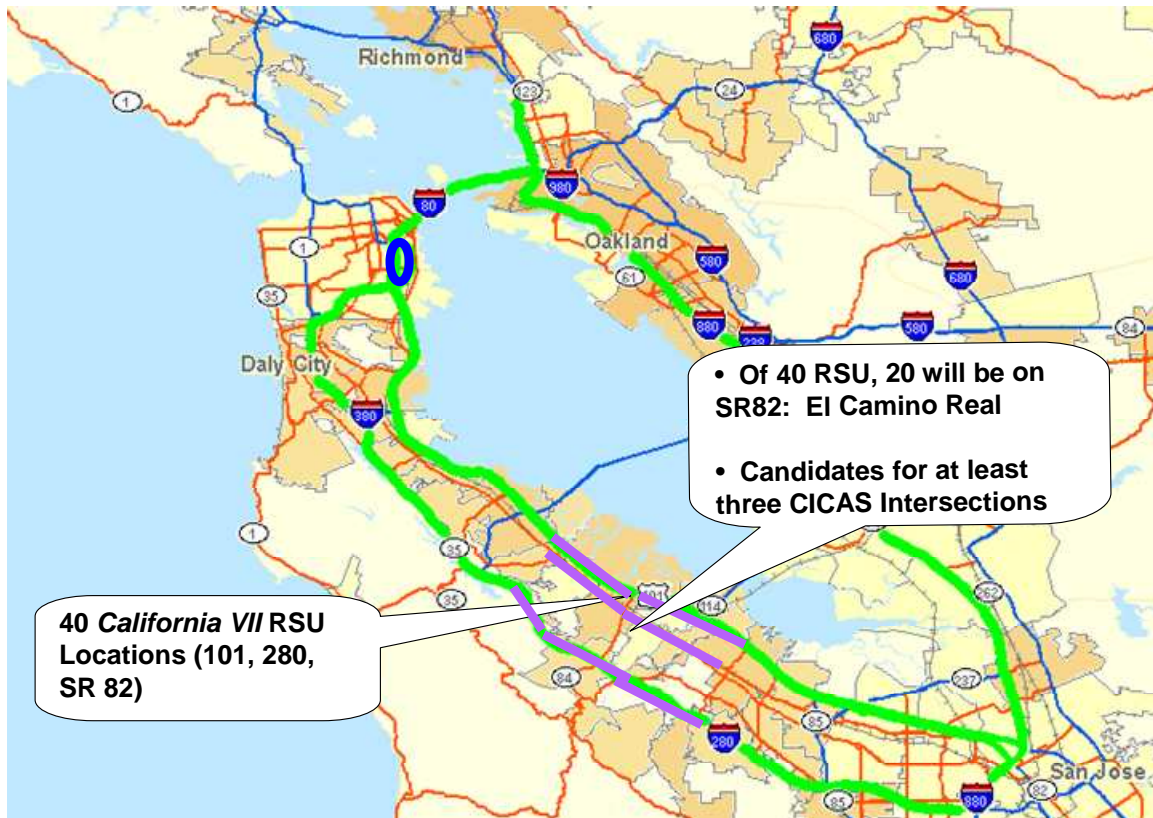 Richmond
680
1
123
24
80
980
1
Oakland
580
61
680
35
880
238
580
84
Daly City
• Of 40 RSU, 20 will be on
SR82: El Camino Real
• Candidates for at least
three CICAS Intersections
380
1
35
262
35
101
114
40 California VII RSU
Locations (101, 280,
SR 82)
84
237
85
280
San Jose
85
880
82